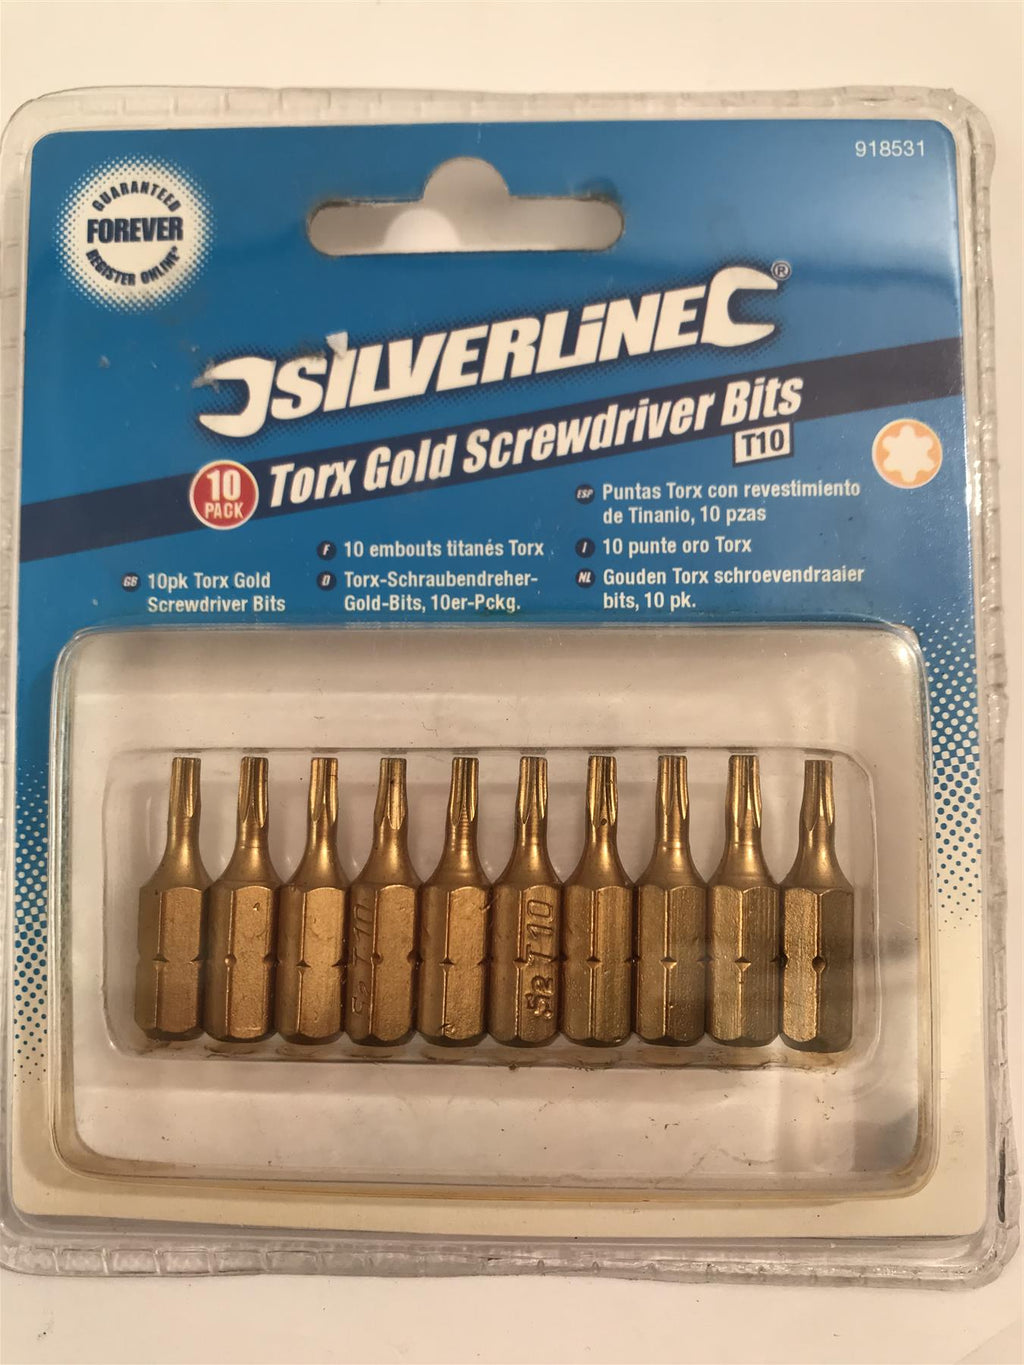 918531
GUARANTEED
FOREVER
REGISTER ONLINE*
SILVERLINE®
Torx Gold Screwdriver Bits
T10
10
PACK
GB 10pk Torx Gold
Screwdriver Bits
F 10 embouts titanés Torx
D Torx-Schraubendreher-
Gold-Bits, 10er-Pckg.
ESP Puntas Torx con revestimiento
de Tinanio, 10 pzas
I 10 punte oro Torx
NL Gouden Torx schroevendraaier
bits, 10 pk.
S2 T10
S2 T10